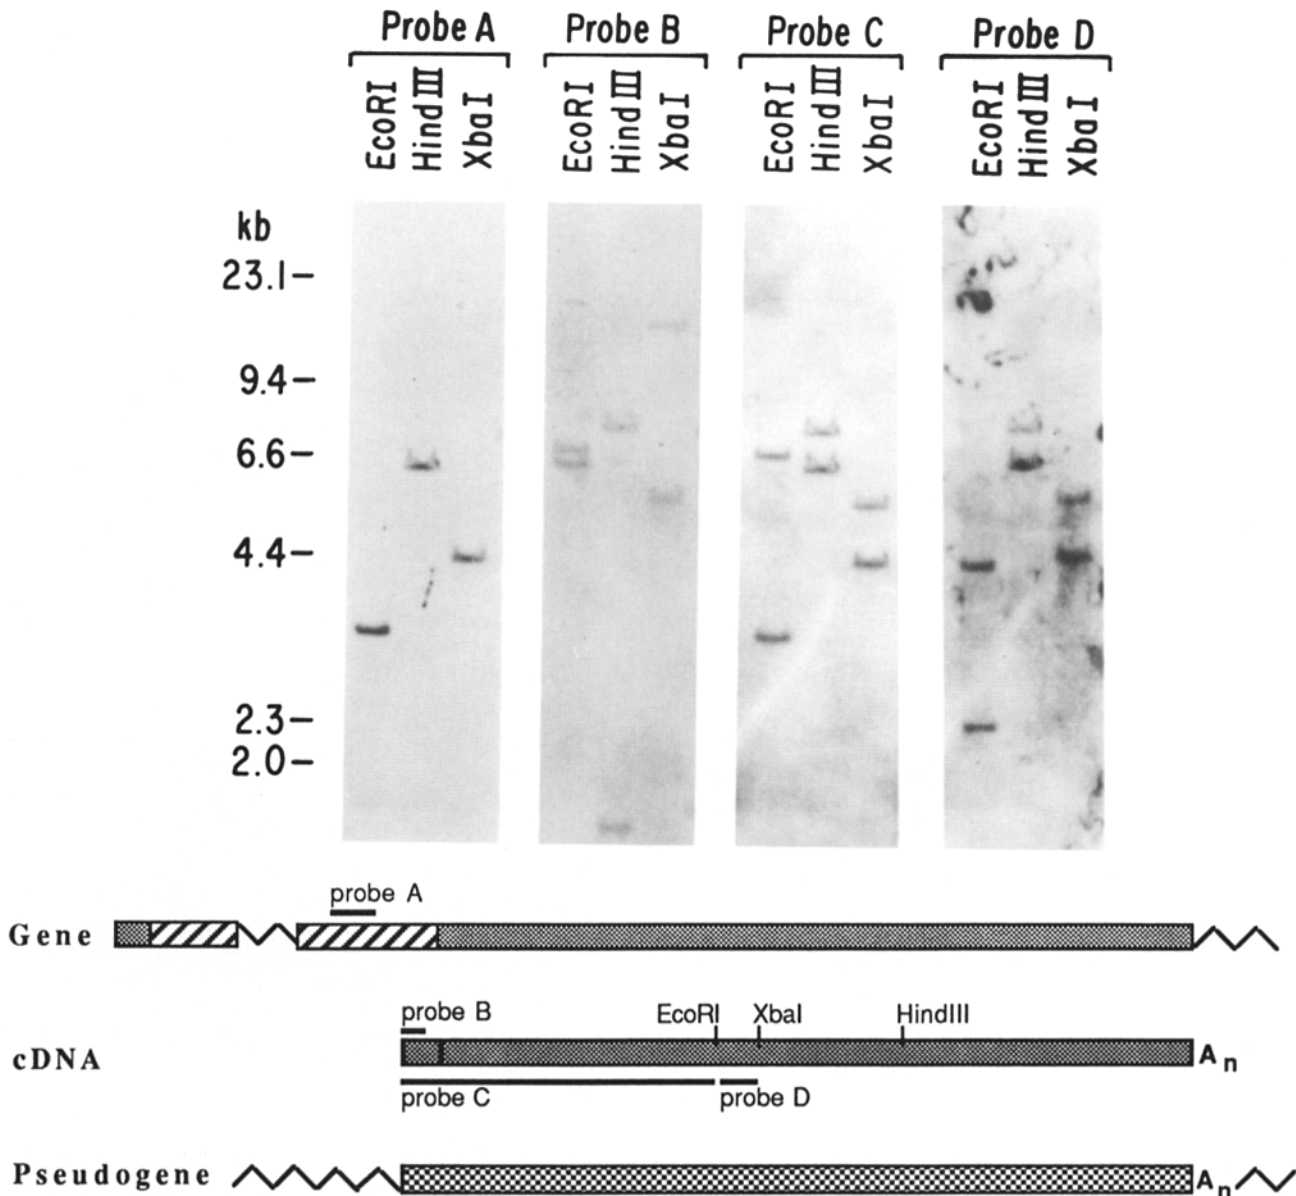 Probe A Probe B Probe C Probe D
EcoRI HindIII XbaI EcoRI HindIII XbaI EcoRI HindIII XbaI EcoRI HindIII XbaI
kb
23.1
9.4
6.6
4.4
2.3
2.0
probe A
Gene
probe B EcoRI XbaI HindIII
cDNA An
probe C probe D
Pseudogene An